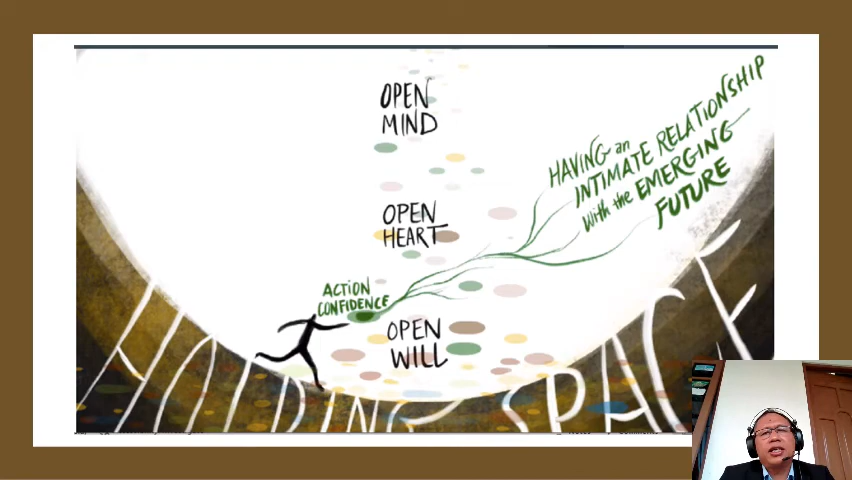 OPEN
MIND
OPEN
HEART
HAVING an
INTIMATE RELATIONSHIP
with the EMERGING
FUTURE
ACTION
CONFIDENCE
OPEN
WILL
HOLDING SPACE